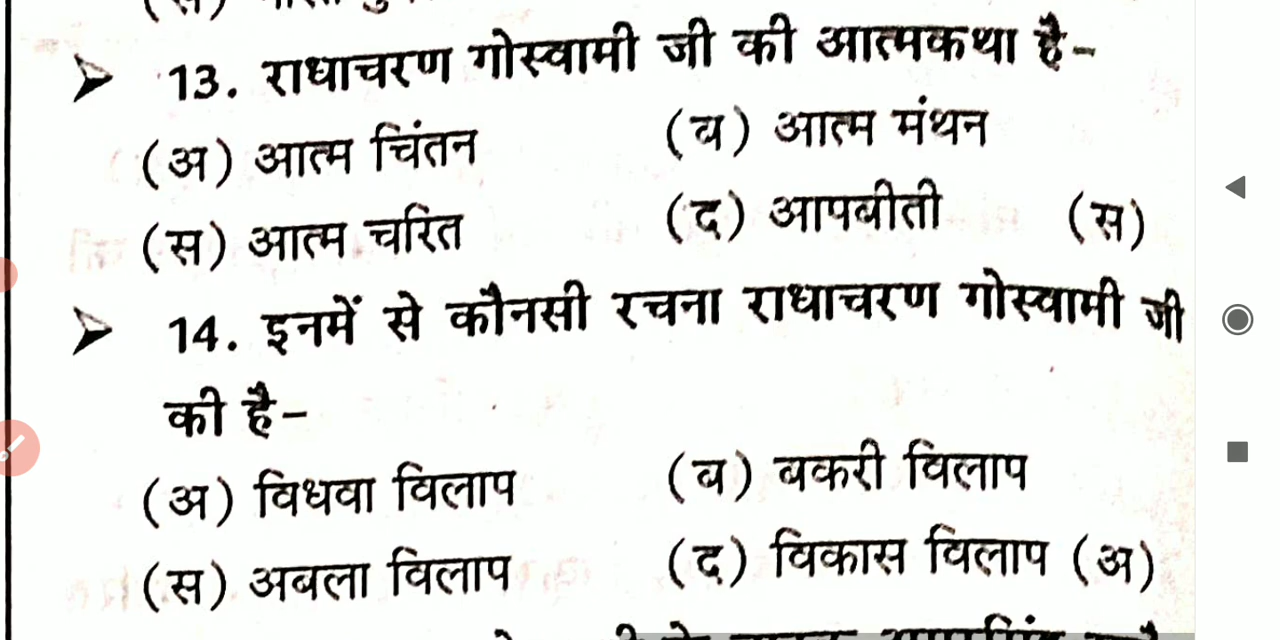 13. राधाचरण गोस्वामी जी की आत्मकथा है-
(अ) आत्म चिंतन (ब) आत्म मंथन
(स) आत्म चरित (द) आपबीती (स)
14. इनमें से कौनसी रचना राधाचरण गोस्वामी जी
की है-
(अ) विधवा विलाप (ब) बकरी विलाप
(स) अबला विलाप (द) विकास विलाप (अ)